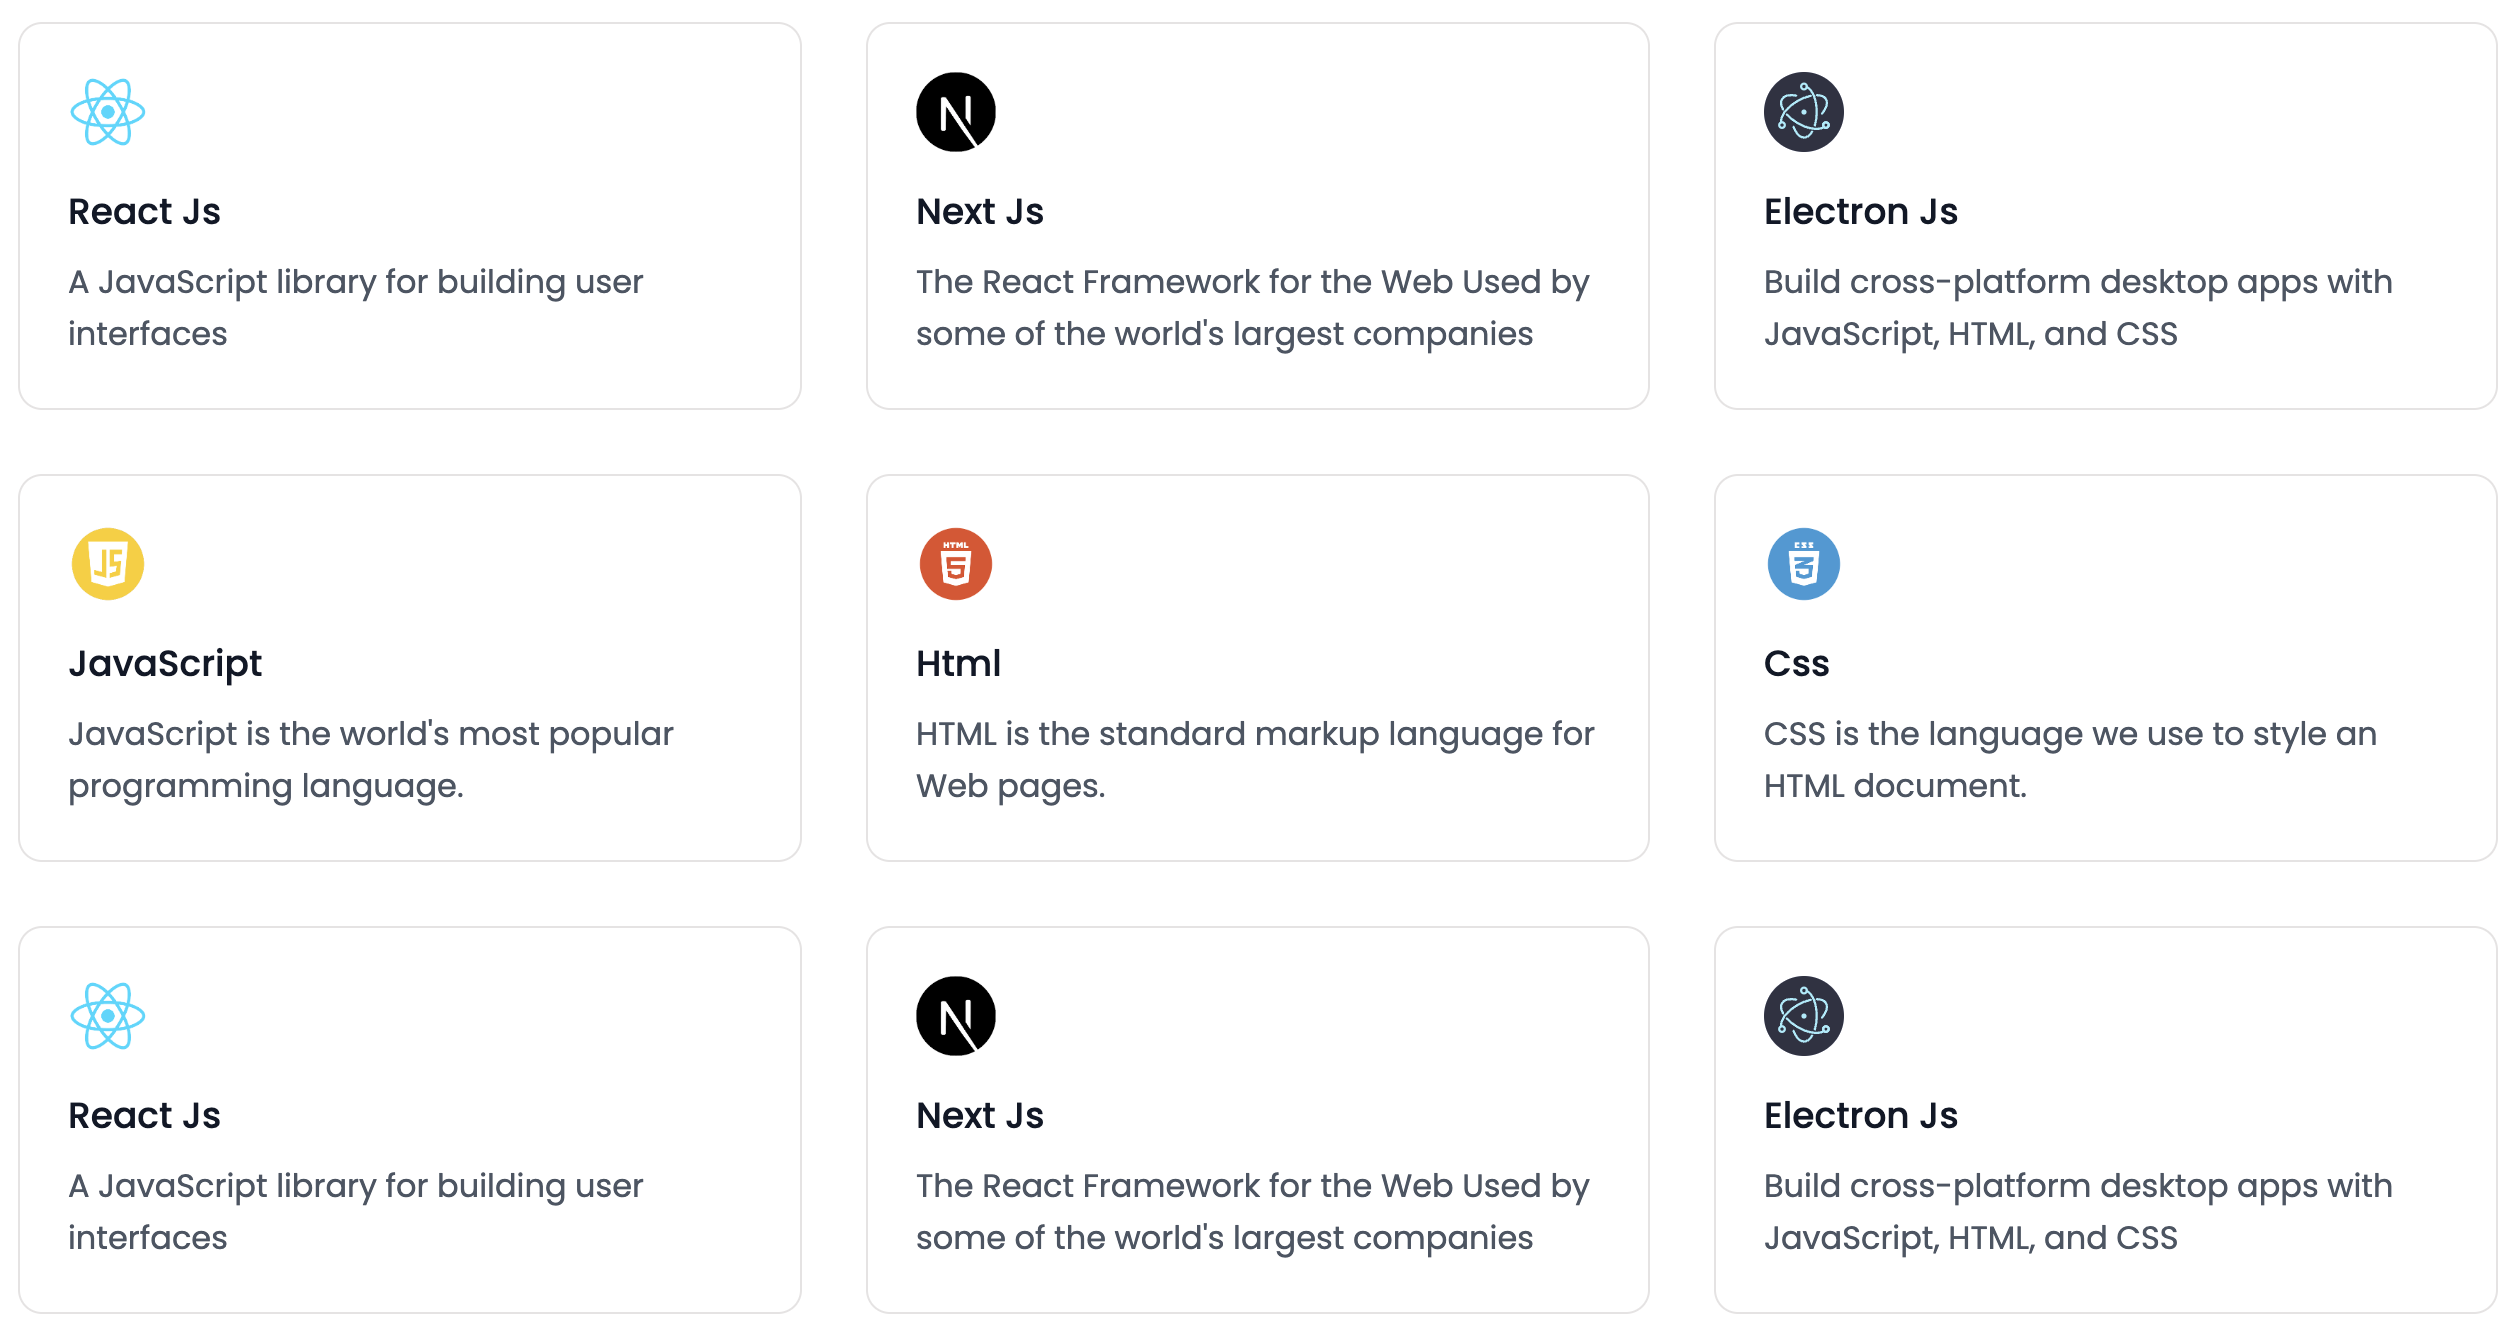 React Js
A JavaScript library for building user
interfaces
Next Js
The React Framework for the Web Used by
some of the world's largest companies
Electron Js
Build cross-platform desktop apps with
JavaScript, HTML, and CSS
JS
JavaScript
JavaScript is the world's most popular
programming language.
HTML
5
Html
HTML is the standard markup language for
Web pages.
CSS
3
Css
CSS is the language we use to style an
HTML document.
React Js
A JavaScript library for building user
interfaces
N
Next Js
The React Framework for the Web Used by
some of the world's largest companies
Electron Js
Build cross-platform desktop apps with
JavaScript, HTML, and CSS